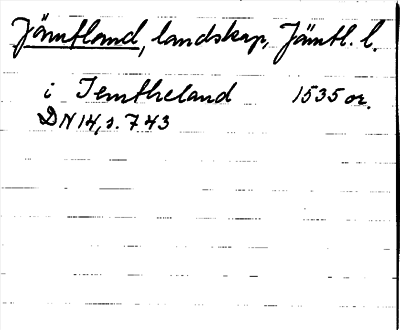 Jämtland, landskap, Jämtl. l.
i Jemtheland 1535 or.
DN 14, s. 743